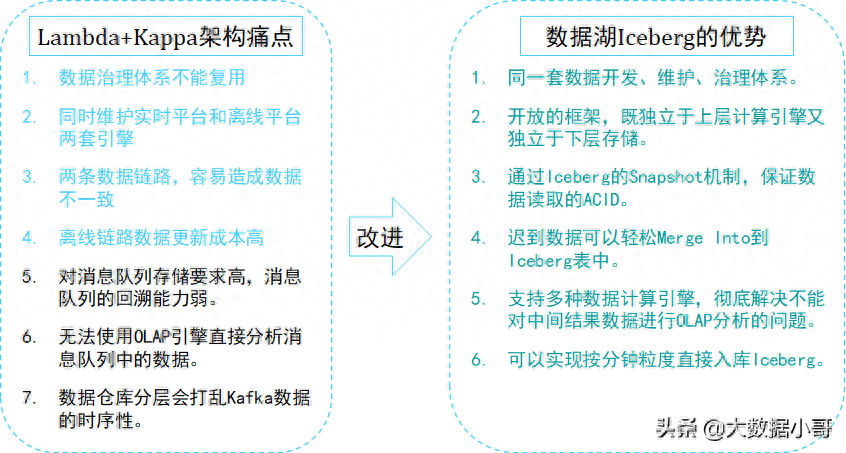 Lambda+Kappa架构痛点
1. 数据治理体系不能复用
2. 同时维护实时平台和离线平台
两套引擎
3. 两条数据链路，容易造成数据
不一致
4. 离线链路数据更新成本高
5. 对消息队列存储要求高，消息
队列的回溯能力弱。
6. 无法使用OLAP引擎直接分析消
息队列中的数据。
7. 数据仓库分层会打乱Kafka数据
的时序性。
改进
数据湖Iceberg的优势
1. 同一套数据开发、维护、治理体系。
2. 开放的框架，既独立于上层计算引擎又
独立于下层存储。
3. 通过Iceberg的Snapshot机制，保证数
据读取的ACID。
4. 迟到数据可以轻松Merge Into到
Iceberg表中。
5. 支持多种数据计算引擎，彻底解决不能
对中间结果数据进行OLAP分析的问题。
6. 可以实现按分钟粒度直接入库Iceberg。
头条 @大数据小哥